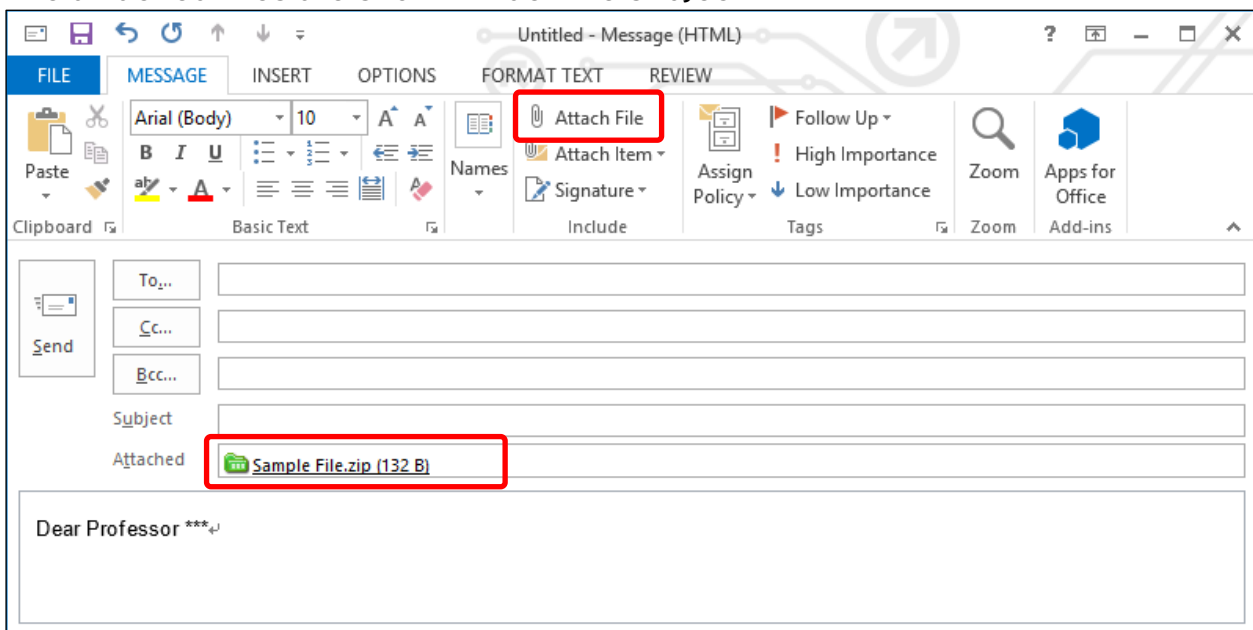 Untitled - Message (HTML)
FILE MESSAGE INSERT OPTIONS FORMAT TEXT REVIEW
Arial (Body) 10 A A Attach File Follow Up
Paste B I U Names Attach Item Assign Policy High Importance Zoom Apps for Office
aby A Signature Low Importance
Clipboard Basic Text Include Tags Zoom Add-ins
To...
Cc...
Send
Bcc...
Subject
Attached Sample File.zip (132 B)
Dear Professor ***